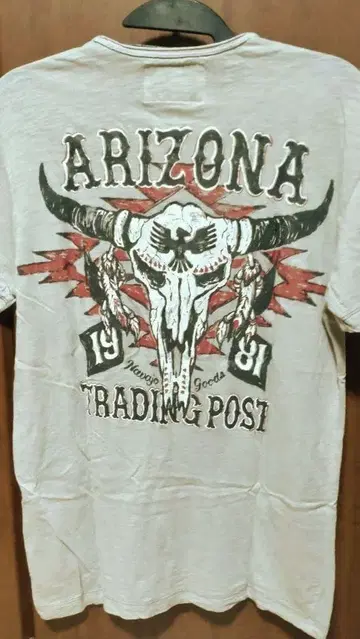 ARIZONA
19 81
Navajo Goods
TRADING POST